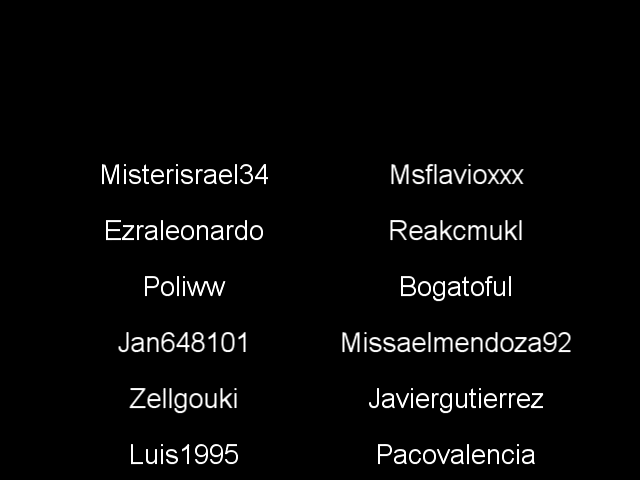 Misterisrael34 Msflavioxxx
Ezraleonardo Reakcmukl
Poliww Bogatoful
Jan648101 Missaelmendoza92
Zellgouki Javiergutierrez
Luis1995 Pacovalencia